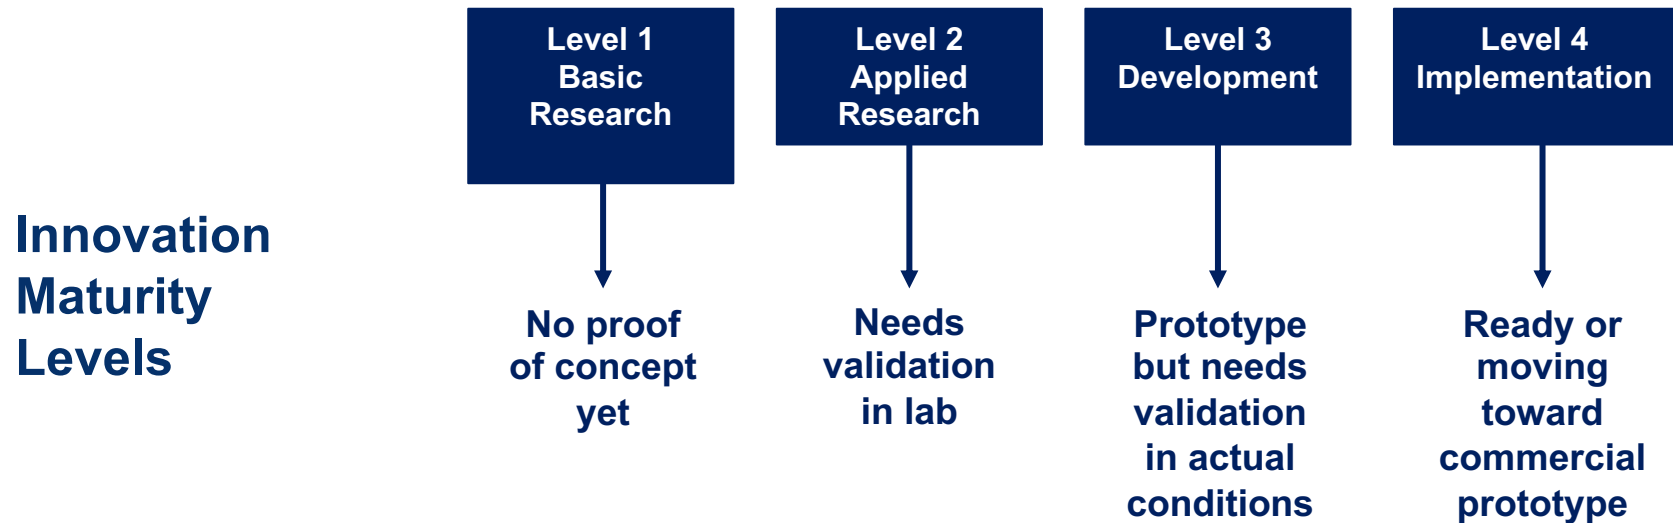 Innovation
Maturity
Levels
Level 1
Basic
Research
No proof
of concept
yet
Level 2
Applied
Research
Needs
validation
in lab
Level 3
Development
Prototype
but needs
validation
in actual
conditions
Level 4
Implementation
Ready or
moving
toward
commercial
prototype